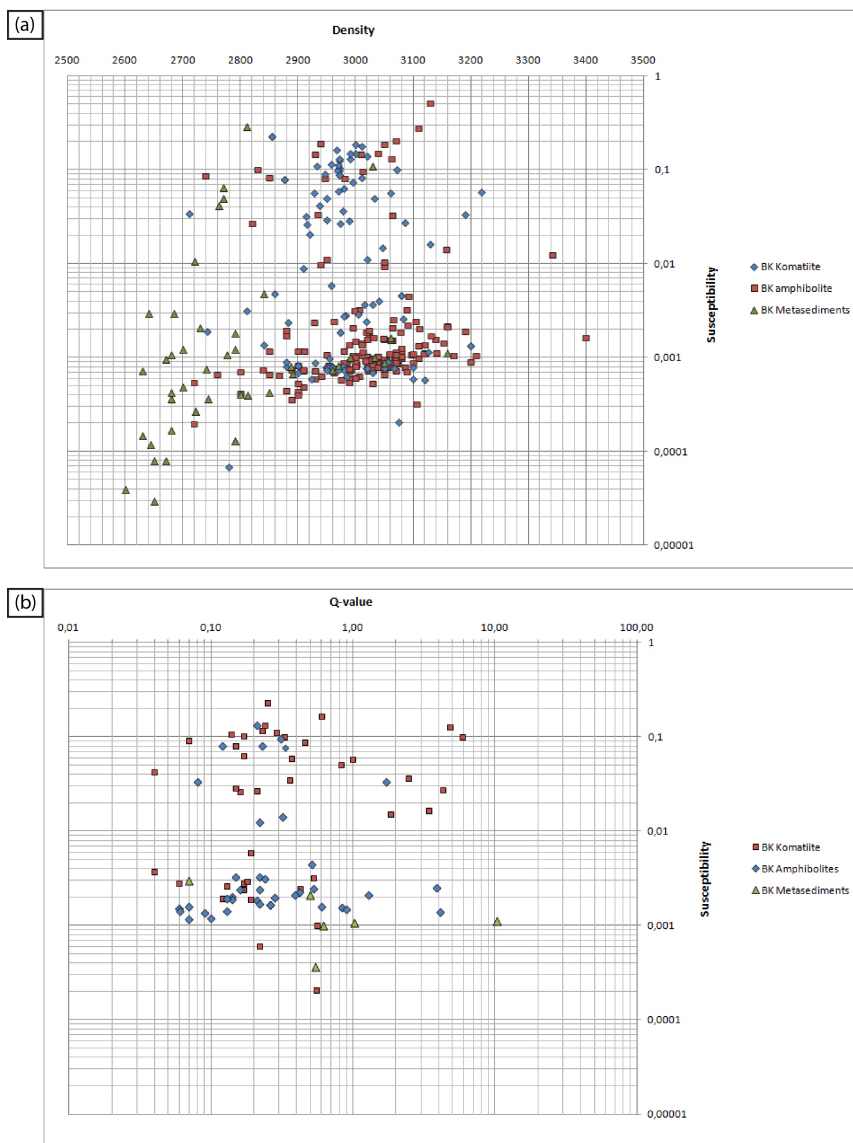 (a)
Density
2500 2600 2700 2800 2900 3000 3100 3200 3300 3400 3500
1
0,1
0,01
0,001
0,0001
0,00001
Susceptibility
BK Komatiite
BK amphibolite
BK Metasediments
(b)
Q-value
0,01 0,10 1,00 10,00 100,00
1
0,1
0,01
0,001
0,0001
0,00001
Susceptibility
BK Komatiite
BK Amphibolites
BK Metasediments